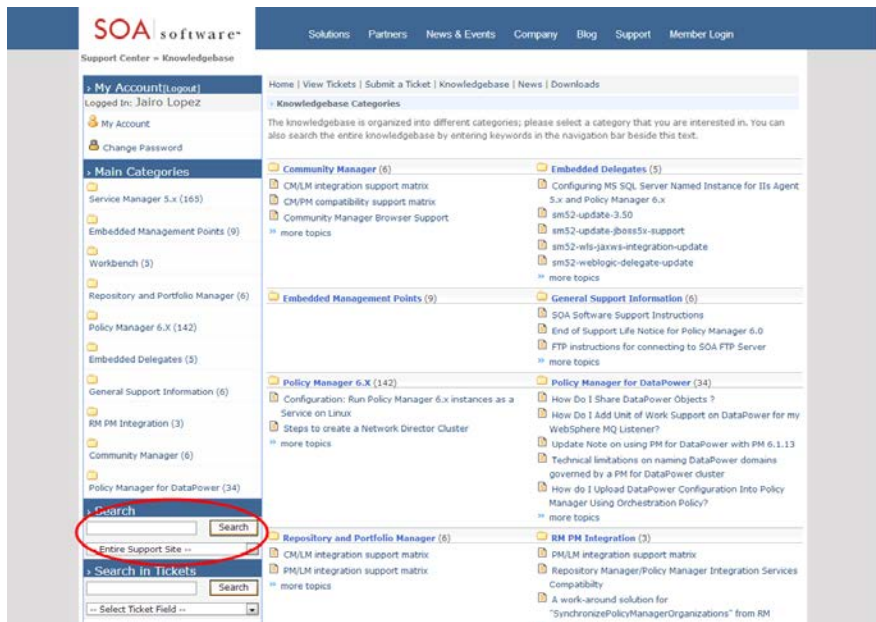 SOA software™
Solutions Partners News & Events Company Blog Support Member Login
Support Center » Knowledgebase
› My Account[Logout]
Logged In: Jairo Lopez
My Account
Change Password
› Main Categories
Service Manager 5.x (165)
Embedded Management Points (9)
Workbench (5)
Repository and Portfolio Manager (6)
Policy Manager 6.X (142)
Embedded Delegates (5)
General Support Information (6)
RM PM Integration (3)
Community Manager (6)
Policy Manager for DataPower (34)
› Search
Search
-- Entire Support Site --
› Search in Tickets
Search
-- Select Ticket Field --
Home | View Tickets | Submit a Ticket | Knowledgebase | News | Downloads
› Knowledgebase Categories
The knowledgebase is organized into different categories; please select a category that you are interested in. You can
also search the entire knowledgebase by entering keywords in the navigation bar beside this text.
Community Manager (6)
CM/LM integration support matrix
CM/PM compatibility support matrix
Community Manager Browser Support
» more topics
Embedded Delegates (5)
Configuring MS SQL Server Named Instance for IIs Agent
5.x and Policy Manager 6.x
sm52-update-3.50
sm52-update-jboss5x-support
sm52-wls-jaxws-integration-update
sm52-weblogic-delegate-update
» more topics
Embedded Management Points (9)
General Support Information (6)
SOA Software Support Instructions
End of Support Life Notice for Policy Manager 6.0
FTP instructions for connecting to SOA FTP Server
» more topics
Policy Manager 6.X (142)
Configuration: Run Policy Manager 6.x instances as a
Service on Linux
Steps to create a Network Director Cluster
» more topics
Policy Manager for DataPower (34)
How Do I Share DataPower Objects ?
How Do I Add Unit of Work Support on DataPower for my
WebSphere MQ Listener?
Update Note on using PM for DataPower with PM 6.1.13
Technical limitations on naming DataPower domains
governed by a PM for DataPower cluster
How do I Upload DataPower Configuration Into Policy
Manager Using Orchestration Policy?
» more topics
Repository and Portfolio Manager (6)
CM/LM integration support matrix
PM/LM integration support matrix
» more topics
RM PM Integration (3)
PM/LM integration support matrix
Repository Manager/Policy Manager Integration Services
Compatibilty
A work-around solution for
"SynchronizePolicyManagerOrganizations" from RM